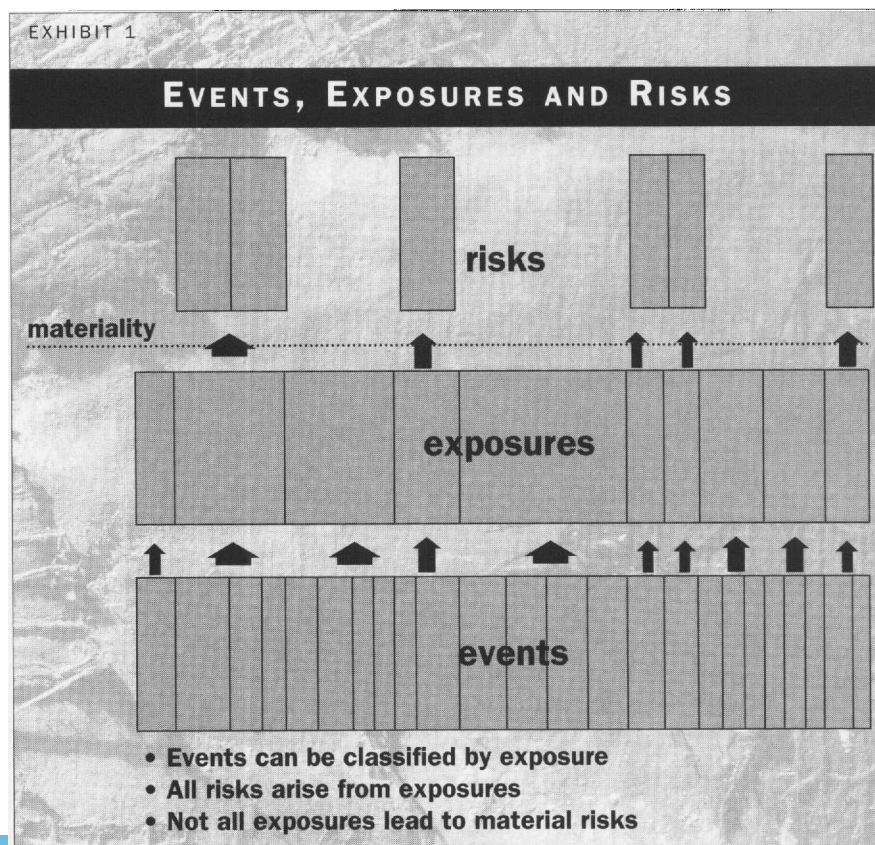 EXHIBIT 1
EVENTS, EXPOSURES AND RISKS
risks
materiality
exposures
events
• Events can be classified by exposure
• All risks arise from exposures
• Not all exposures lead to material risks